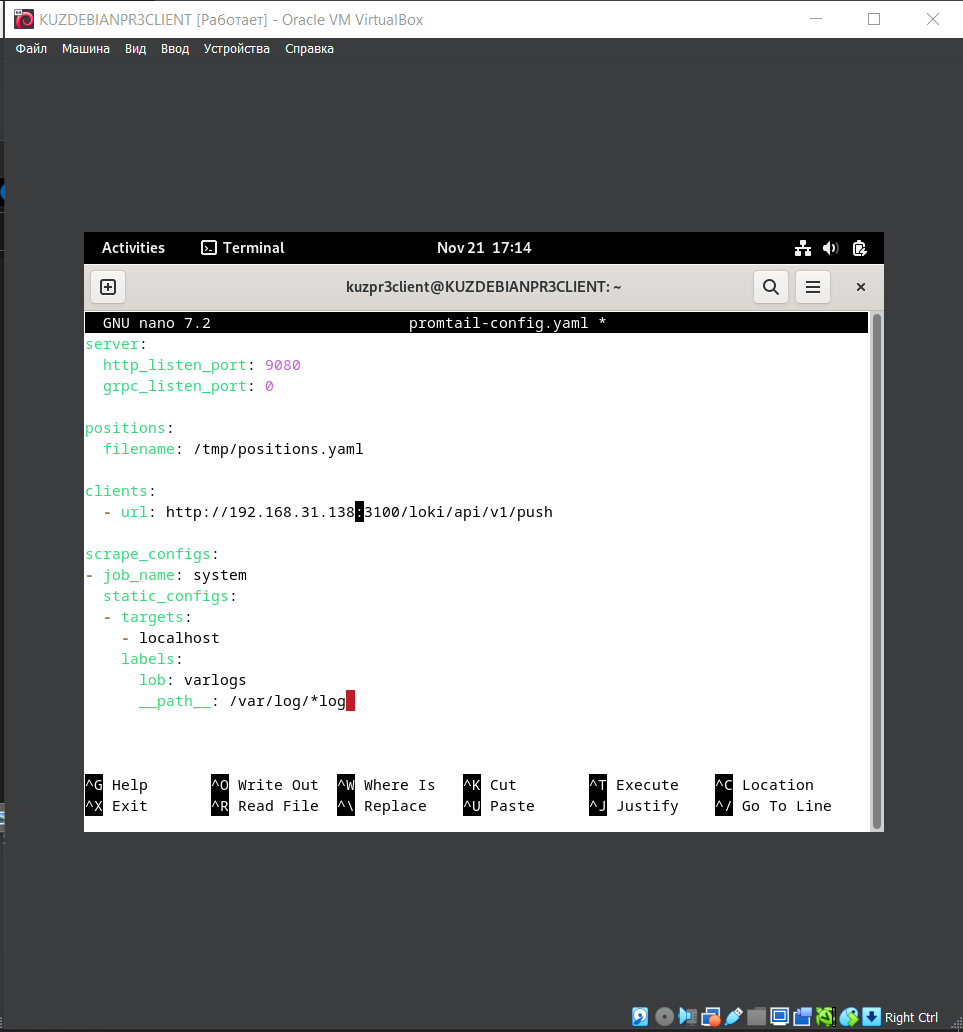 KUZDEBIANPR3CLIENT [Работает] - Oracle VM VirtualBox
Файл Машина Вид Ввод Устройства Справка
Activities Terminal Nov 21 17:14
kuzpr3client@KUZDEBIANPR3CLIENT: ~
GNU nano 7.2 promtail-config.yaml *
server:
  http_listen_port: 9080
  grpc_listen_port: 0
positions:
  filename: /tmp/positions.yaml
clients:
  - url: http://192.168.31.138:3100/loki/api/v1/push
scrape_configs:
- job_name: system
  static_configs:
  - targets:
    - localhost
    labels:
      lob: varlogs
      __path__: /var/log/*log
^G Help ^O Write Out ^W Where Is ^K Cut ^T Execute ^C Location
^X Exit ^R Read File ^\ Replace ^U Paste ^J Justify ^/ Go To Line
Right Ctrl